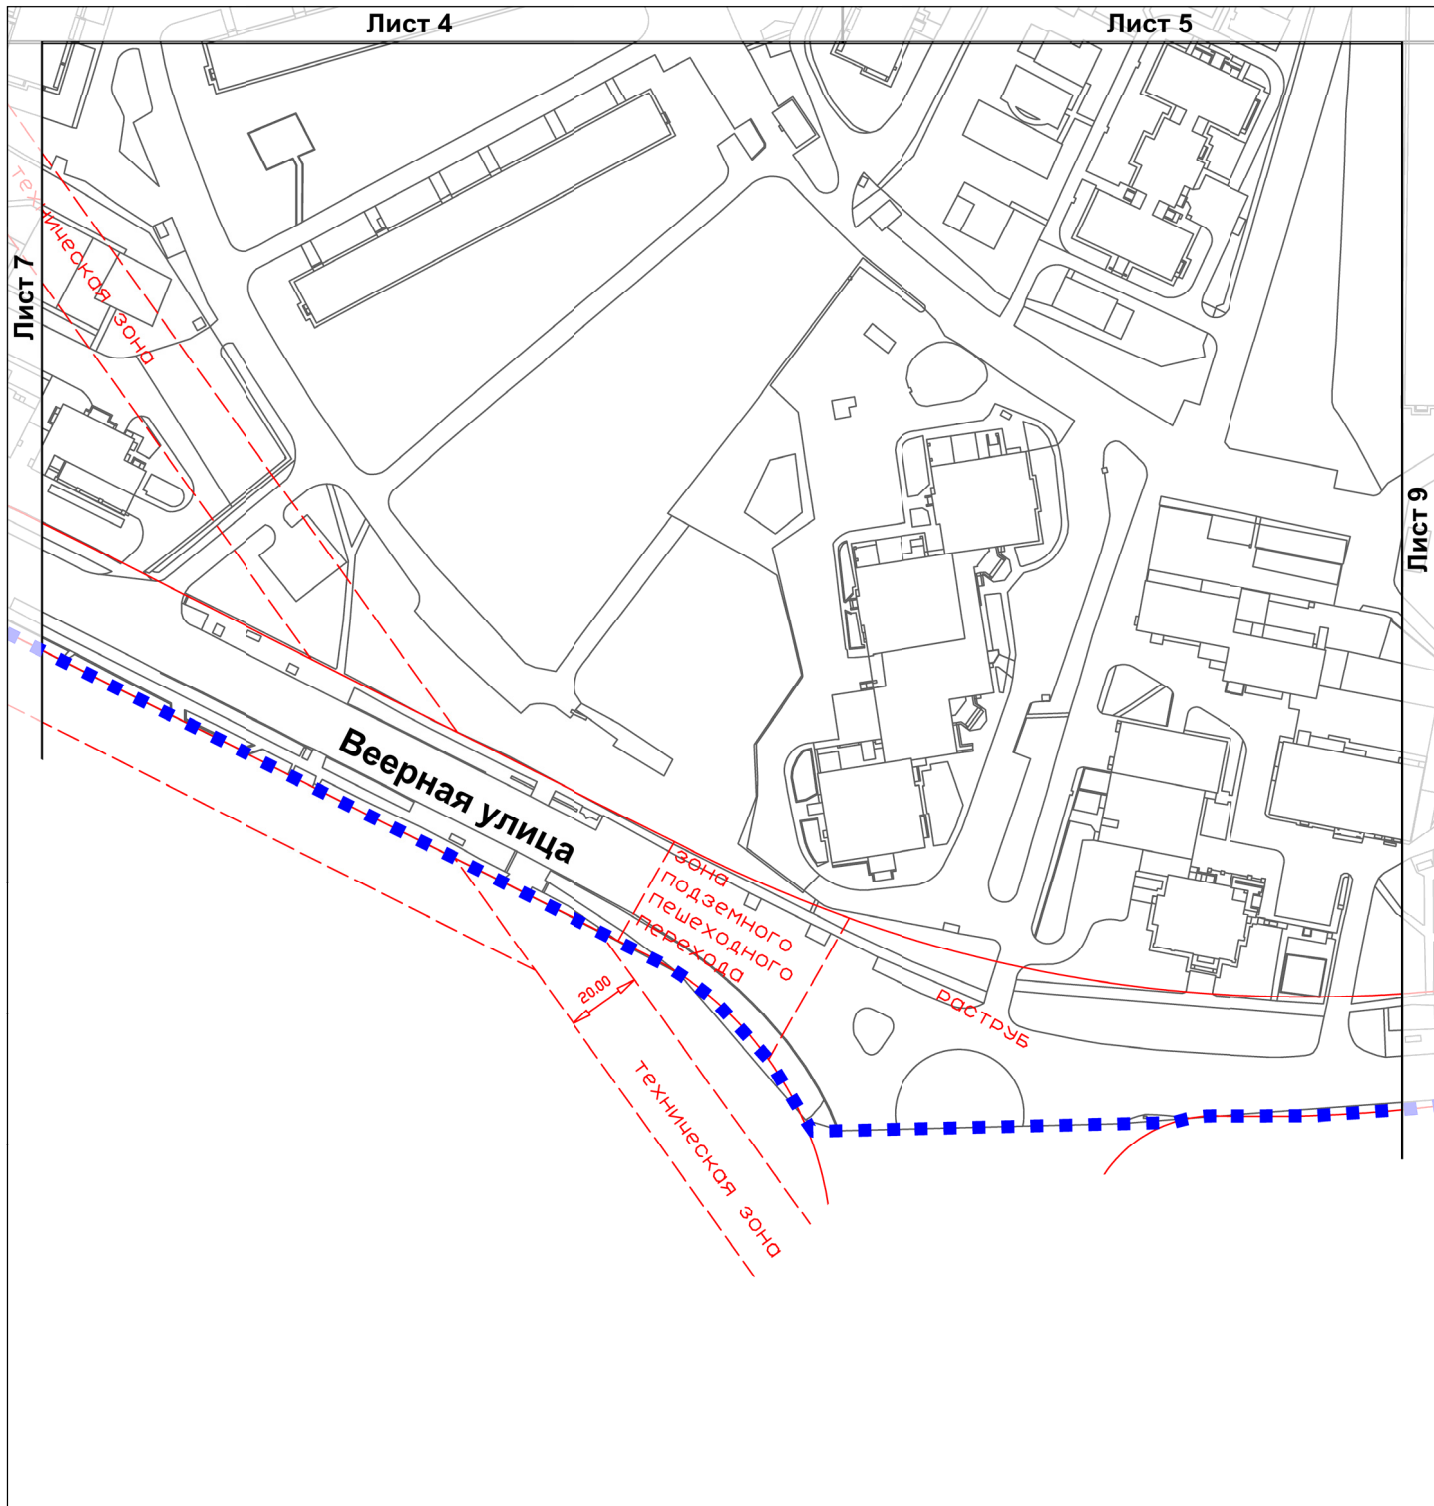 Лист 4
Лист 5
техническая зона
Лист 7
Лист 9
Веерная улица
зона
подземного
пешеходного
перехода
20.00
РАСТРУБ
техническая зона